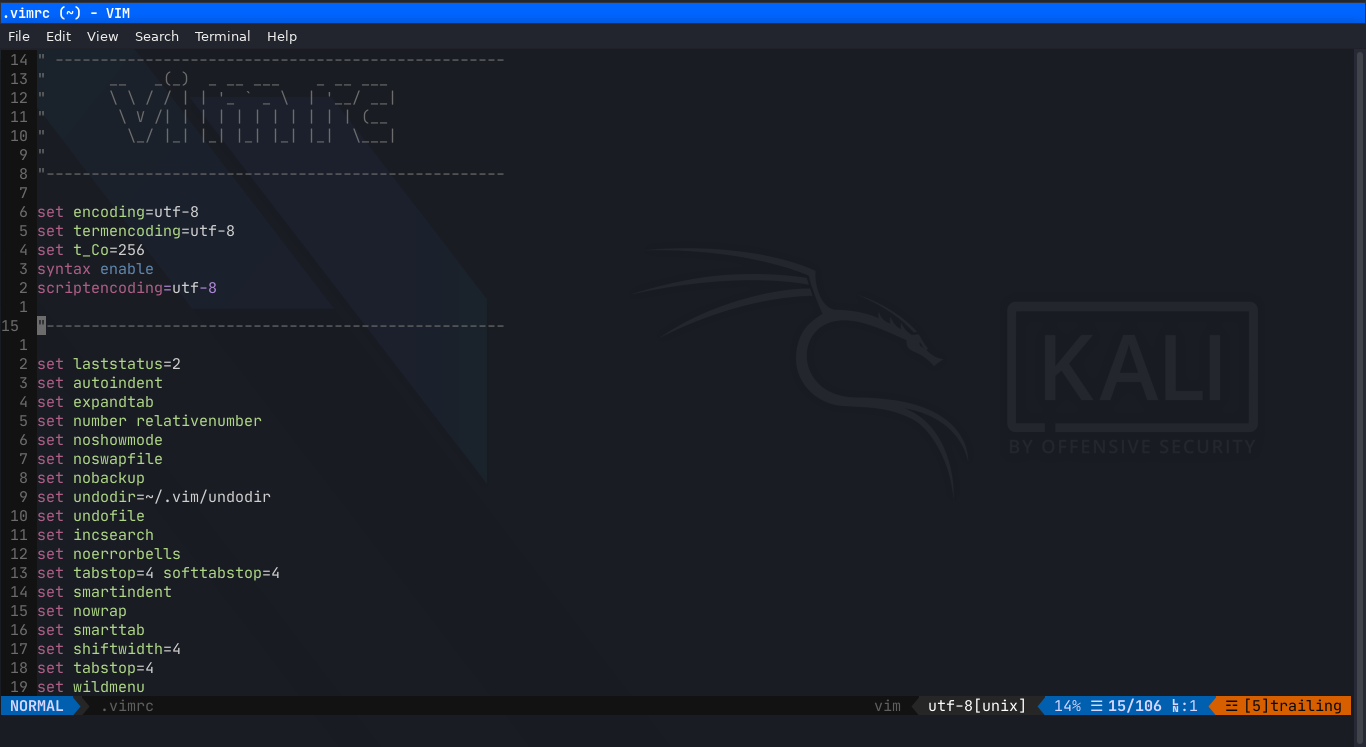 .vimrc (~) - VIM
File Edit View Search Terminal Help
14 " --------------------------------------------------
13 "       __   _(_)  _ __ ___    _ __ ___
12 "       \ \ / / | | '_ ` _ \  | '__/ __|
11 "        \ V /| | | | | | | | | | | (__
10 "         \_/ |_| |_| |_| |_| |_|  \___|
9 "
8 "---------------------------------------------------
7
6 set encoding=utf-8
5 set termencoding=utf-8
4 set t_Co=256
3 syntax enable
2 scriptencoding=utf-8
1
15 "---------------------------------------------------
1
2 set laststatus=2
3 set autoindent
4 set expandtab
5 set number relativenumber
6 set noshowmode
7 set noswapfile
8 set nobackup
9 set undodir=~/.vim/undodir
10 set undofile
11 set incsearch
12 set noerrorbells
13 set tabstop=4 softtabstop=4
14 set smartindent
15 set nowrap
16 set smarttab
17 set shiftwidth=4
18 set tabstop=4
19 set wildmenu
KALI
BY OFFENSIVE SECURITY
NORMAL .vimrc vim utf-8[unix] 14% ☰ 15/106 ㏑:1 ☲ [5]trailing